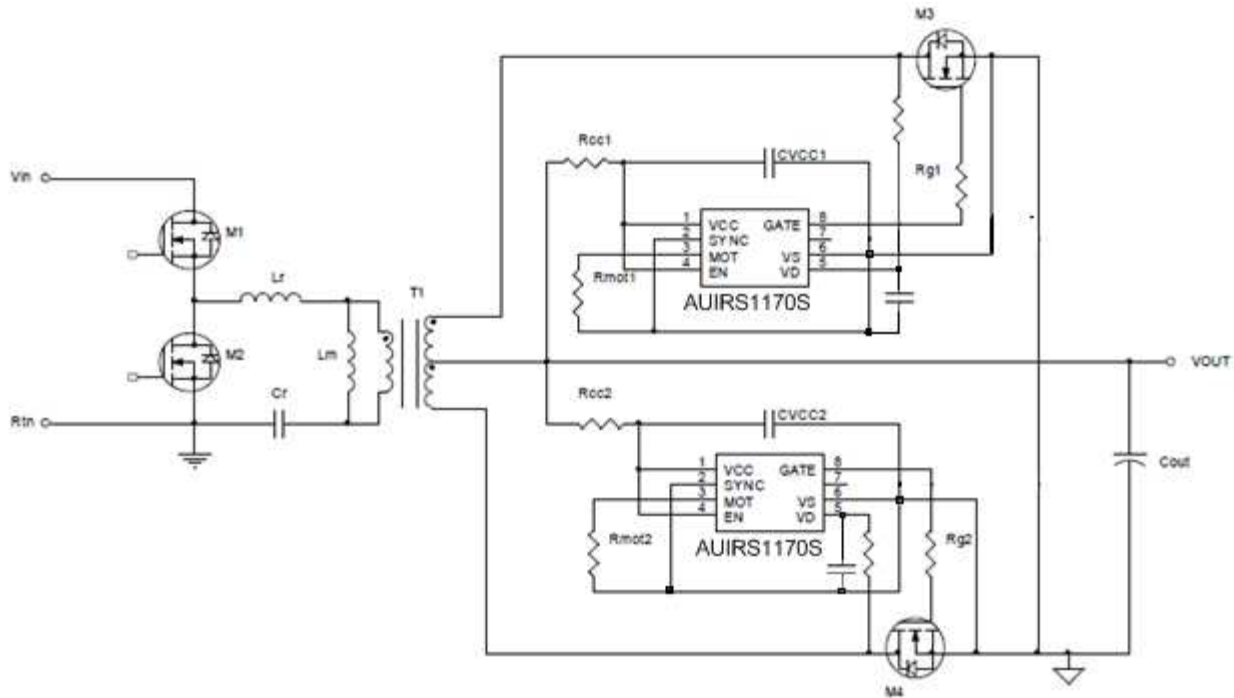 M3
Rcc1
CVCC1
Rg1
Vin
M1
1 VCC GATE 8
2 SYNC 7
3 MOT VS 6
4 EN VD 5
Rmot1
AUIRS1170S
Lr
T1
M2
Lm
VOUT
Cr
Rcc2
CVCC2
Rtn
1 VCC GATE 8
2 SYNC 7
3 MOT VS 6
4 EN VD 5
Cout
Rmot2
Rg2
AUIRS1170S
M4